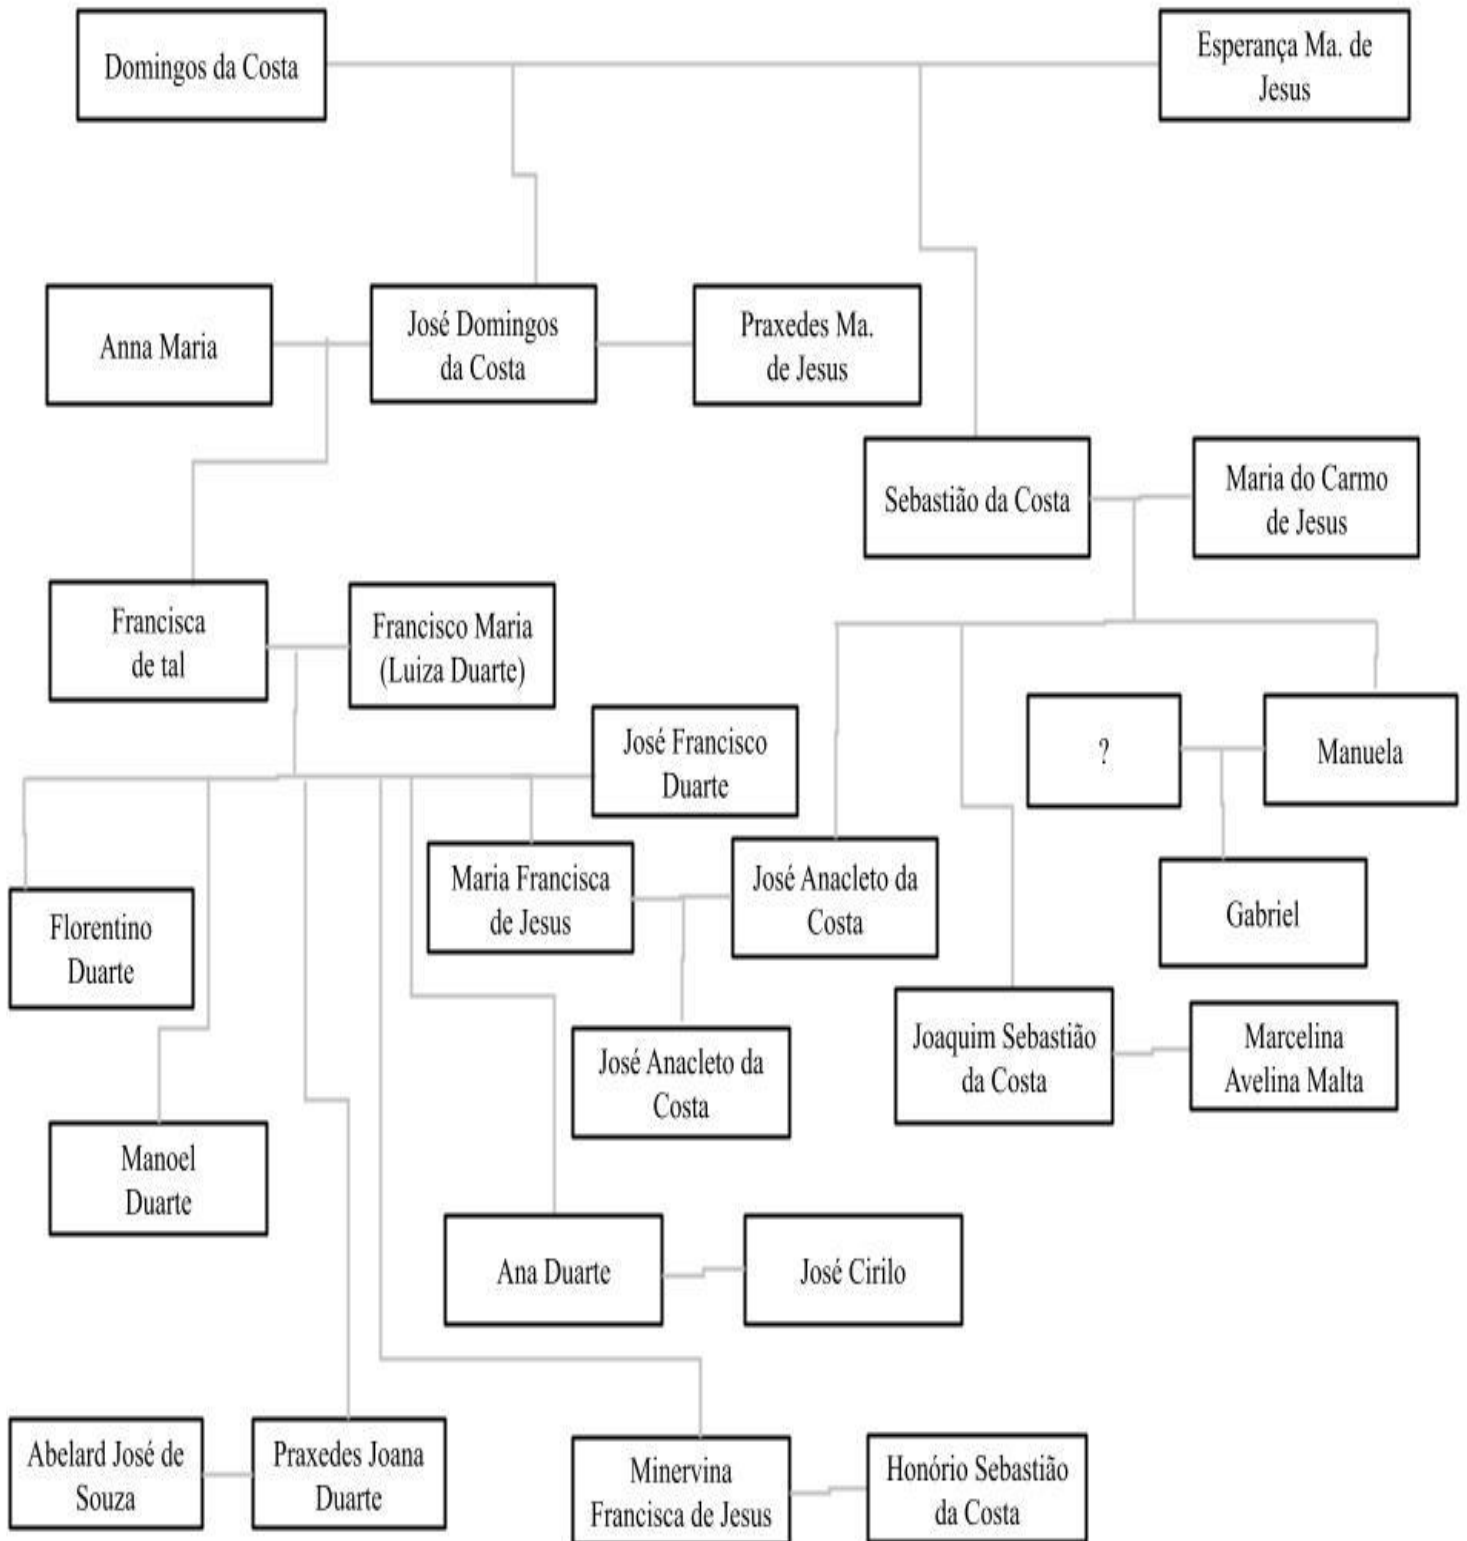 Domingos da Costa
Esperança Ma. de
Jesus
Anna Maria
José Domingos
da Costa
Praxedes Ma.
de Jesus
Sebastião da Costa
Maria do Carmo
de Jesus
Francisca
de tal
Francisco Maria
(Luiza Duarte)
José Francisco
Duarte
?
Manuela
Maria Francisca
de Jesus
José Anacleto da
Costa
Gabriel
Florentino
Duarte
José Anacleto da
Costa
Joaquim Sebastião
da Costa
Marcelina
Avelina Malta
Manoel
Duarte
Ana Duarte
José Cirilo
Abelard José de
Souza
Praxedes Joana
Duarte
Minervina
Francisca de Jesus
Honório Sebastião
da Costa